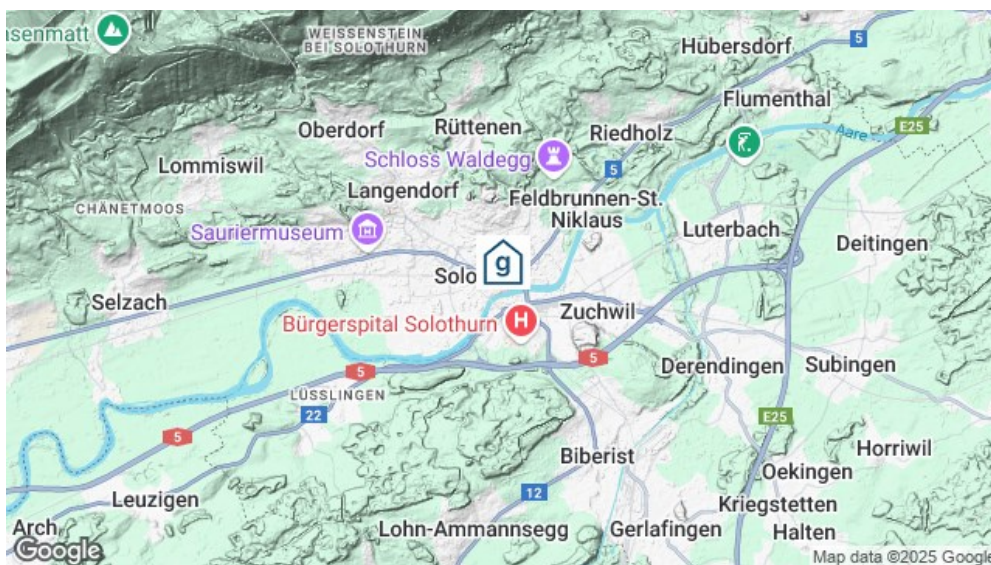 senmatt
WEISSENSTEIN
BEI SOLOTHURN
5
Hubersdorf
Flumenthal
E25
Aare
Oberdorf
Rüttenen
Riedholz
Lommiswil
Schloss Waldegg
5
Langendorf
Feldbrunnen-St.
Niklaus
CHÄNETMOOS
Sauriermuseum
Luterbach
Deitingen
g
Solo
Selzach
Zuchwil
Bürgerspital Solothurn
H
5
5
Derendingen
Subingen
LÜSSLINGEN
22
E25
5
Biberist
Horriwil
Oekingen
Leuzigen
12
Kriegstetten
Arch
Lohn-Ammannsegg
Gerlafingen
Halten
Google
Map data ©2025 Google